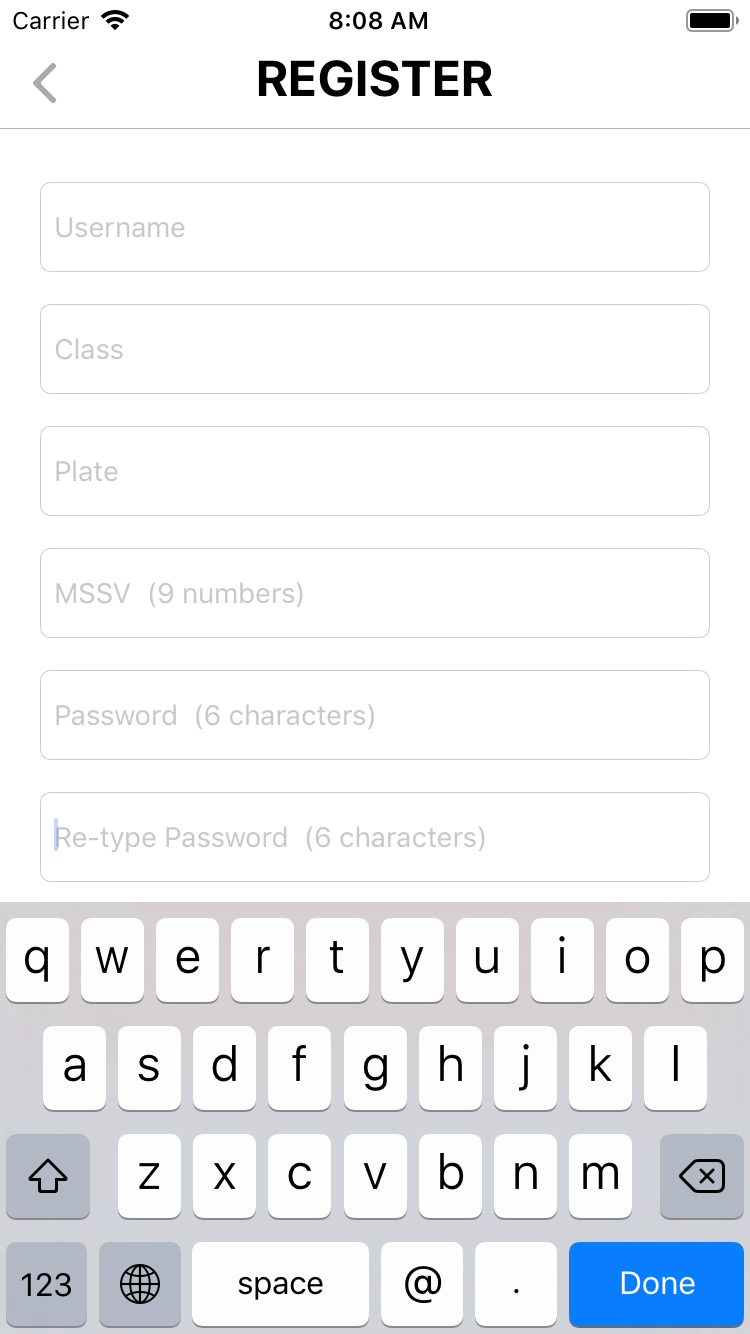 Carrier 8:08 AM
REGISTER
Username
Class
Plate
MSSV (9 numbers)
Password (6 characters)
Re-type Password (6 characters)
q w e r t y u i o p
a s d f g h j k l
z x c v b n m
123 space @ . Done